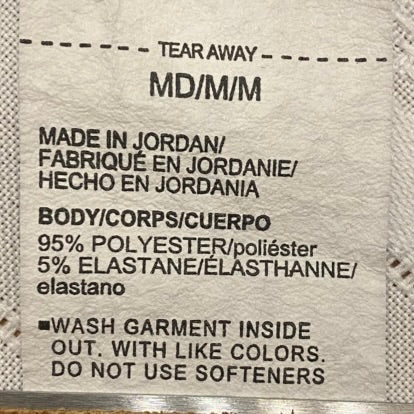 TEAR AWAY
MD/M/M
MADE IN JORDAN/
FABRIQUÉ EN JORDANIE/
HECHO EN JORDANIA
BODY/CORPS/CUERPO
95% POLYESTER/poliéster
5% ELASTANE/ÉLASTHANNE/
elastano
■WASH GARMENT INSIDE
OUT. WITH LIKE COLORS.
DO NOT USE SOFTENERS